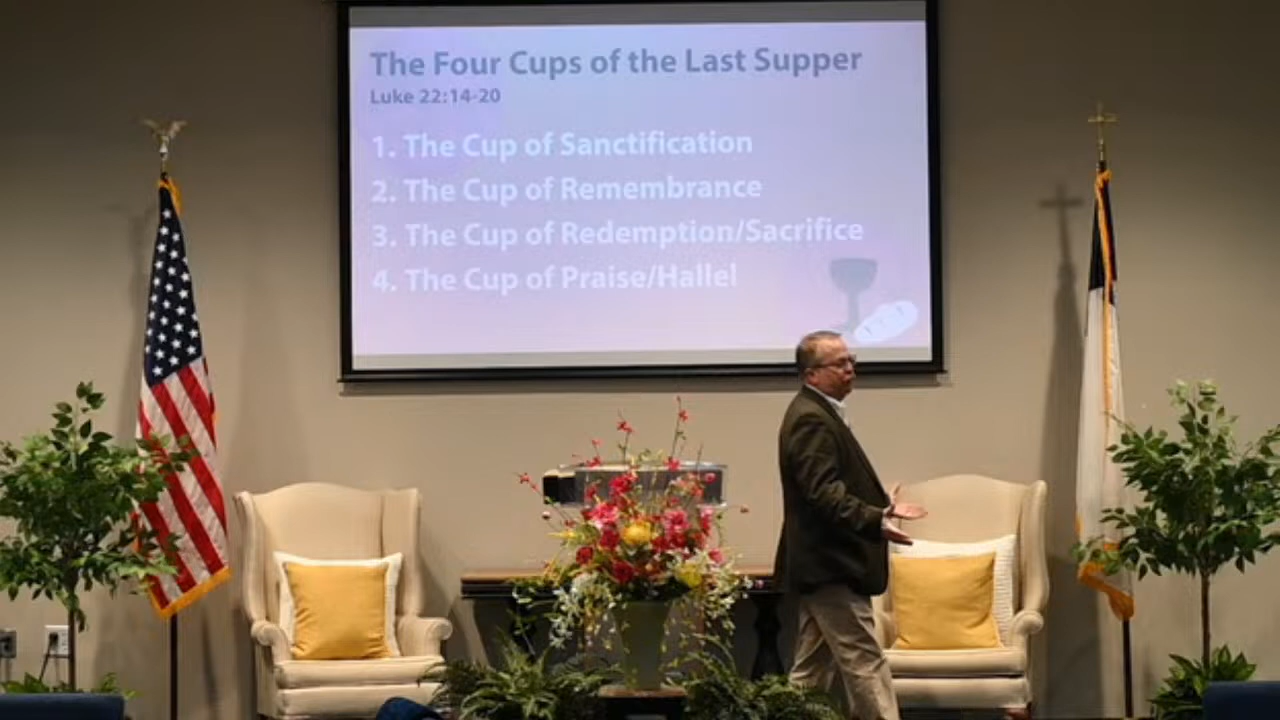 The Four Cups of the Last Supper
Luke 22:14-20
1. The Cup of Sanctification
2. The Cup of Remembrance
3. The Cup of Redemption/Sacrifice
4. The Cup of Praise/Hallel